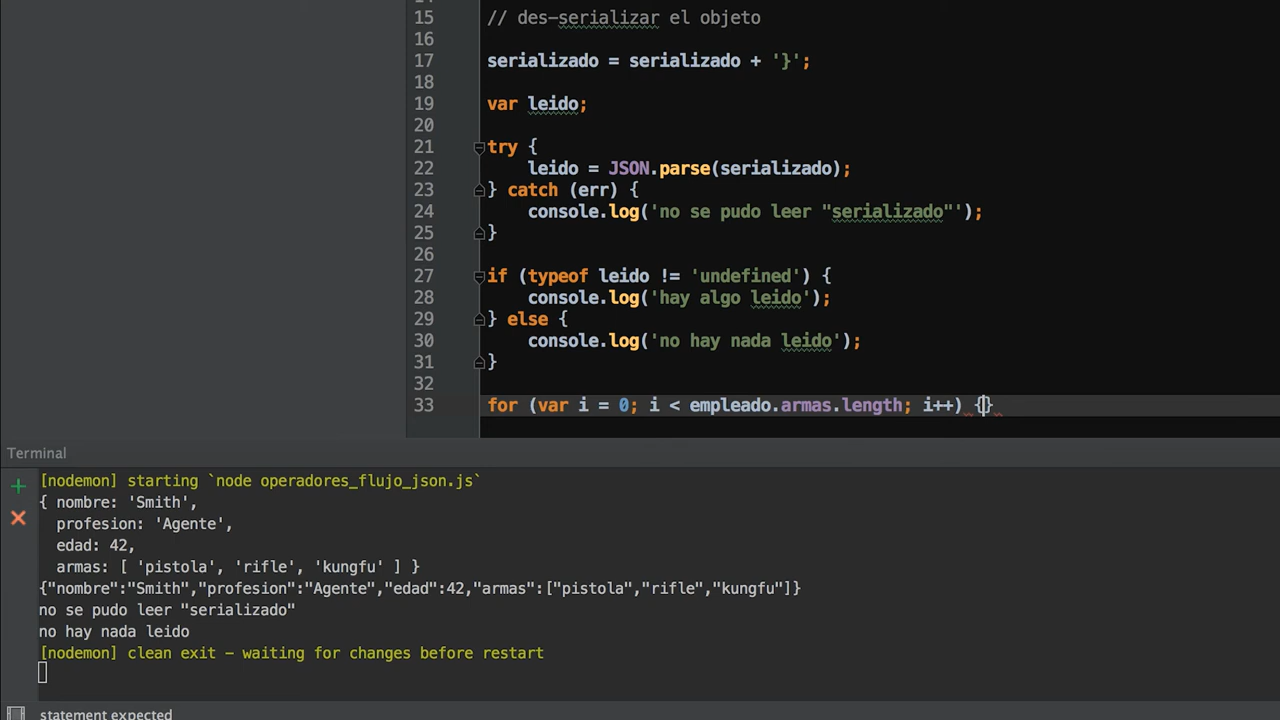 15 // des-serializar el objeto
16
17 serializado = serializado + '}';
18
19 var leido;
20
21 try {
22 leido = JSON.parse(serializado);
23 } catch (err) {
24 console.log('no se pudo leer "serializado"');
25 }
26
27 if (typeof leido != 'undefined') {
28 console.log('hay algo leido');
29 } else {
30 console.log('no hay nada leido');
31 }
32
33 for (var i = 0; i < empleado.armas.length; i++) {}
Terminal
[nodemon] starting `node operadores_flujo_json.js`
{ nombre: 'Smith',
profesion: 'Agente',
edad: 42,
armas: [ 'pistola', 'rifle', 'kungfu' ] }
{"nombre":"Smith","profesion":"Agente","edad":42,"armas":["pistola","rifle","kungfu"]}
no se pudo leer "serializado"
no hay nada leido
[nodemon] clean exit - waiting for changes before restart
statement expected